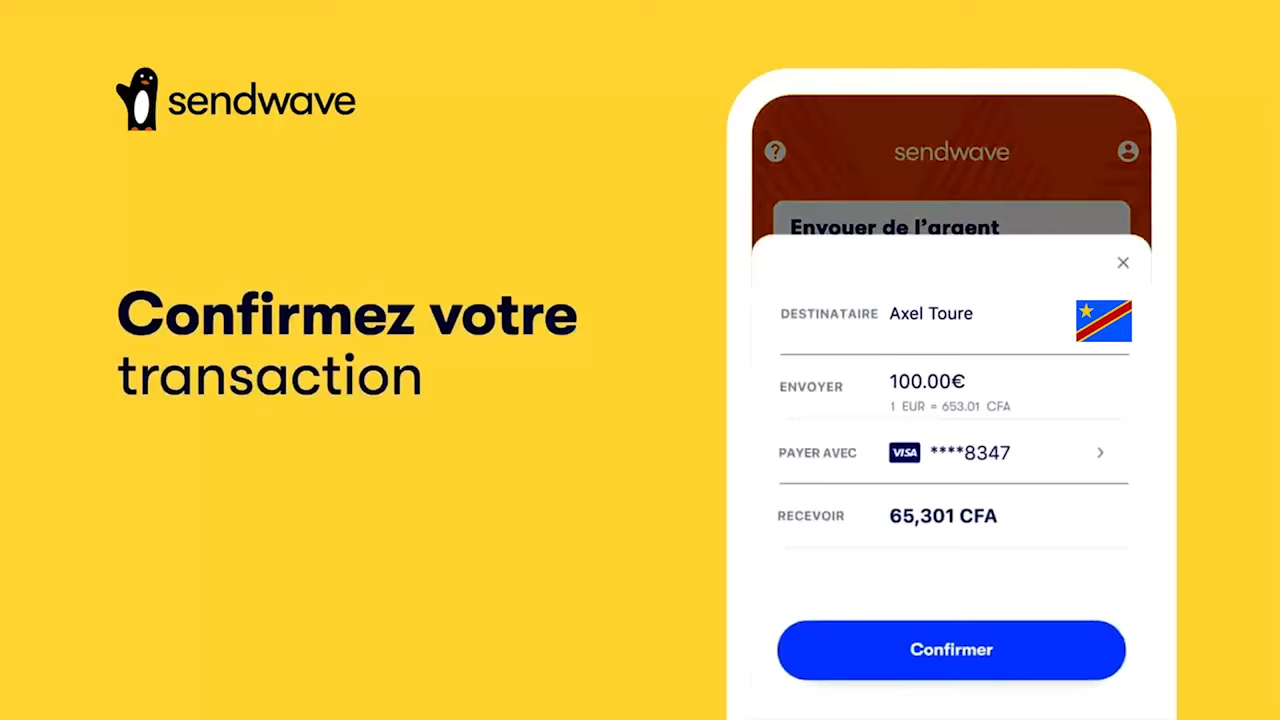 sendwave
Confirmez votre
transaction
?
sendwave
Envoyer de l'argent
DESTINATAIRE Axel Toure
ENVOYER 100.00€
1 EUR = 653.01 CFA
PAYER AVEC VISA ****8347
RECEVOIR 65,301 CFA
Confirmer